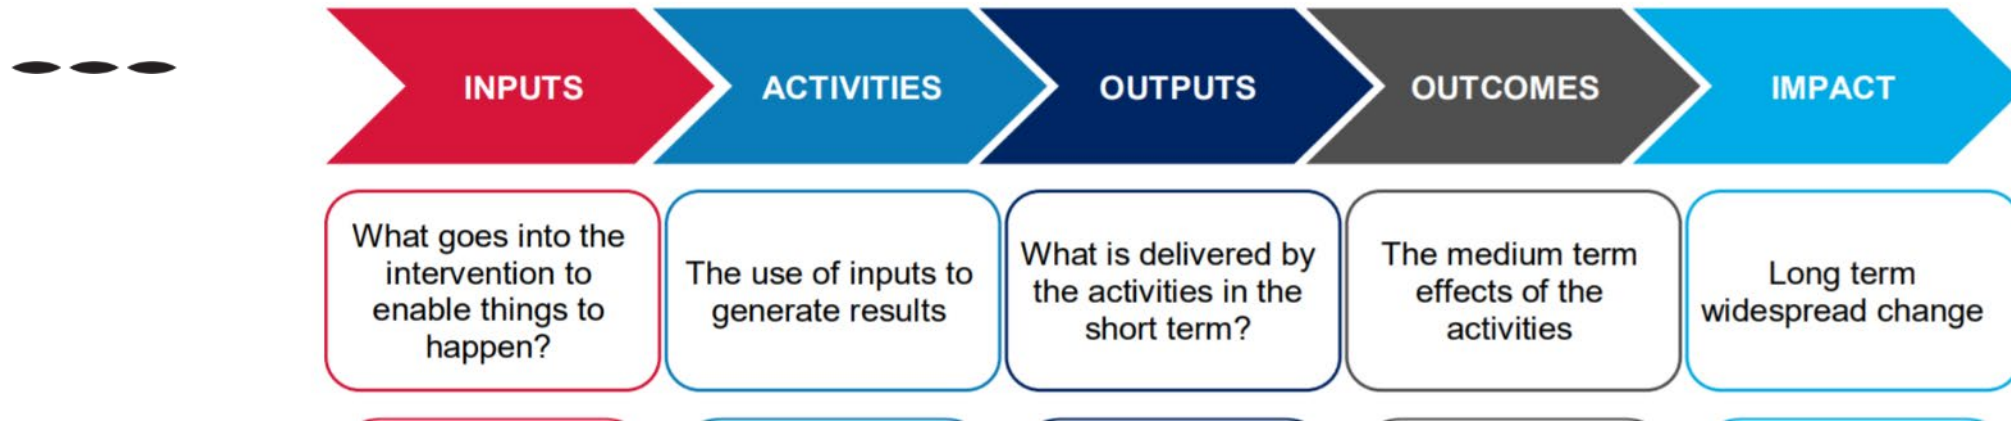 INPUTS
ACTIVITIES
OUTPUTS
OUTCOMES
IMPACT
What goes into the
intervention to
enable things to
happen?
The use of inputs to
generate results
What is delivered by
the activities in the
short term?
The medium term
effects of the
activities
Long term
widespread change